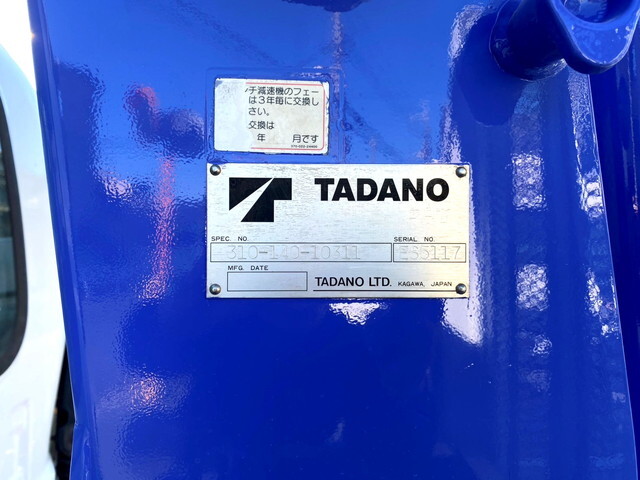 ンチ減速機のフェー
は3年毎に交換し
さい。
交換は
年 月です
TADANO
SPEC. NO.
SERIAL NO.
MFG. DATE
TADANO LTD. KAGAWA, JAPAN